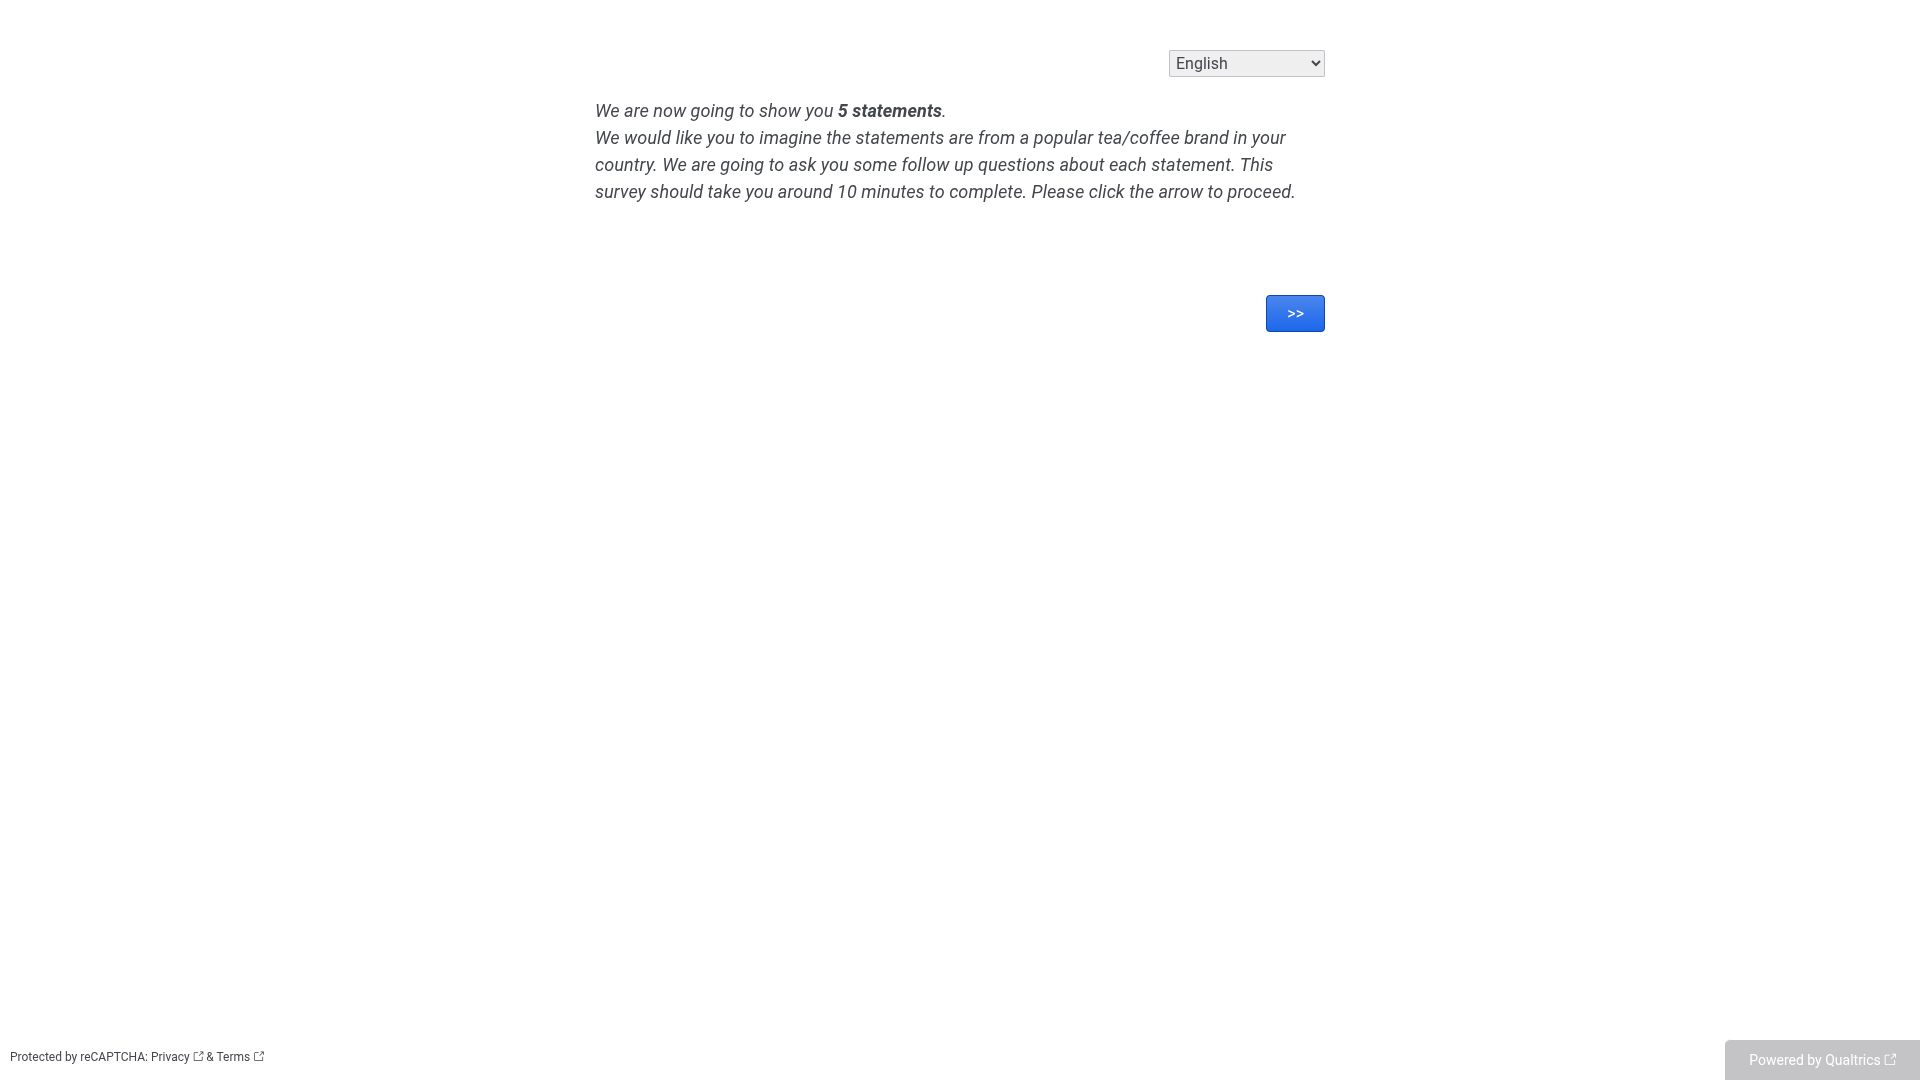 English
We are now going to show you 5 statements.
We would like you to imagine the statements are from a popular tea/coffee brand in your
country. We are going to ask you some follow up questions about each statement. This
survey should take you around 10 minutes to complete. Please click the arrow to proceed.
>>
Protected by reCAPTCHA: Privacy & Terms
Powered by Qualtrics